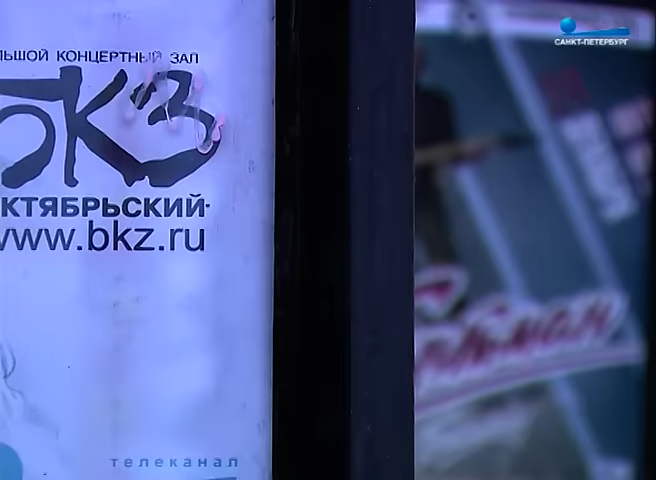 ЛЬШОЙ КОНЦЕРТНЫЙ ЗАЛ
БКЗ
КТЯБРЬСКИЙ
www.bkz.ru
телеканал
САНКТ-ПЕТЕРБУРГ